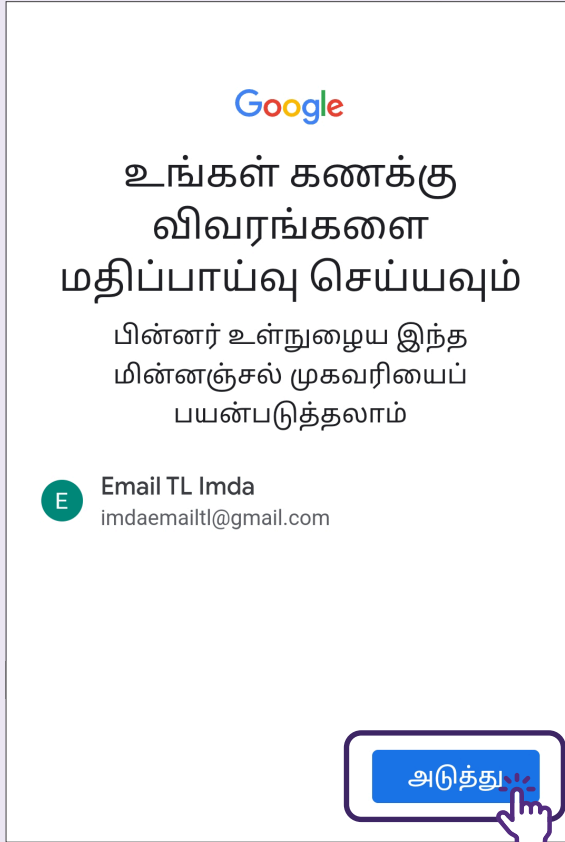 Google
உங்கள் கணக்கு
விவரங்களை
மதிப்பாய்வு செய்யவும்
பின்னர் உள்நுழைய இந்த
மின்னஞ்சல் முகவரியைப்
பயன்படுத்தலாம்
E
Email TL Imda
imdaemailtl@gmail.com
அடுத்து